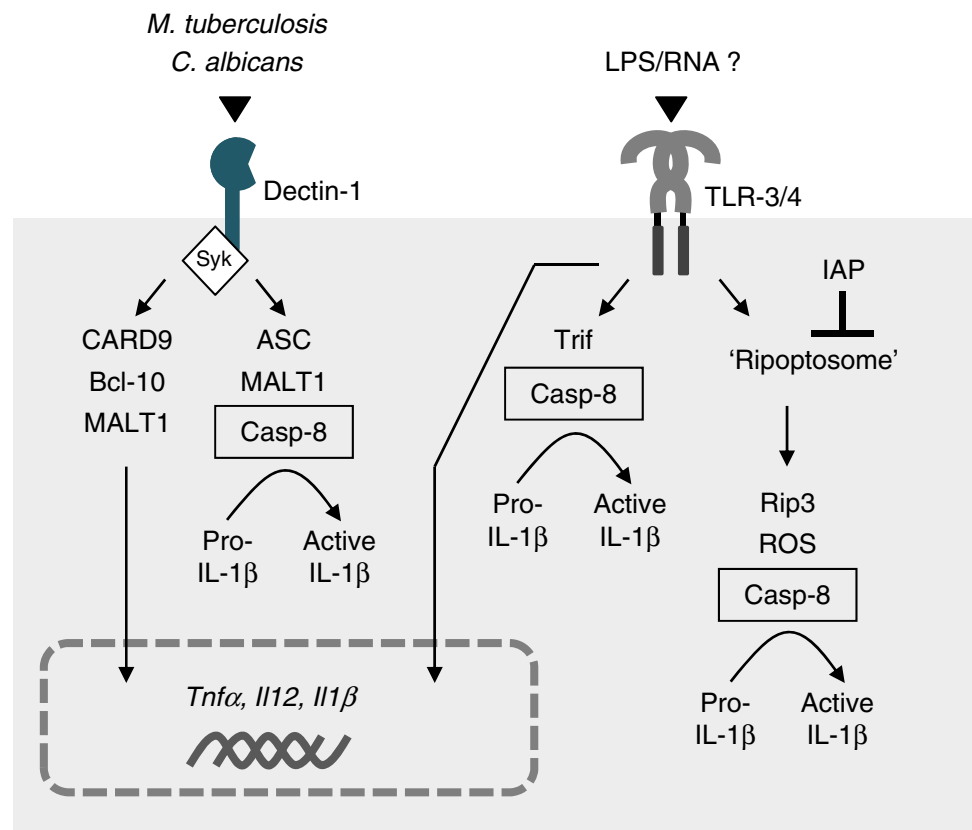 M. tuberculosis
C. albicans
Dectin-1
Syk
CARD9
Bcl-10
MALT1
ASC
MALT1
Casp-8
Pro-
IL-1β
Active
IL-1β
LPS/RNA ?
TLR-3/4
Trif
Casp-8
Pro-
IL-1β
Active
IL-1β
IAP
‘Ripoptosome’
Rip3
ROS
Casp-8
Pro-
IL-1β
Active
IL-1β
Tnfα, Il12, Il1β